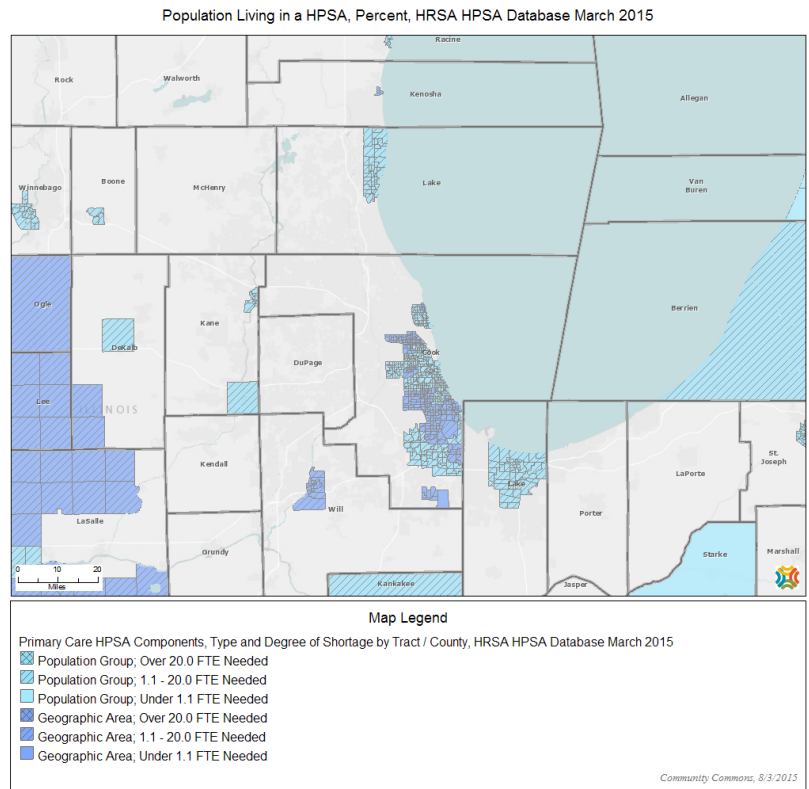 Population Living in a HPSA, Percent, HRSA HPSA Database March 2015
Racine
Rock
Walworth
Kenosha
Allegan
Winnebago
Boone
McHenry
Lake
Van
Buren
Ogle
Kane
Berrien
DeKalb
DuPage
Cook
Lee
ILLINOIS
Kendall
LaSalle
Will
Lake
Porter
LaPorte
St.
Joseph
Grundy
Starke
Marshall
Kankakee
Jasper
0 10 20
Miles
Map Legend
Primary Care HPSA Components, Type and Degree of Shortage by Tract / County, HRSA HPSA Database March 2015
Population Group; Over 20.0 FTE Needed
Population Group; 1.1 - 20.0 FTE Needed
Population Group; Under 1.1 FTE Needed
Geographic Area; Over 20.0 FTE Needed
Geographic Area; 1.1 - 20.0 FTE Needed
Geographic Area; Under 1.1 FTE Needed
Community Commons, 8/3/2015